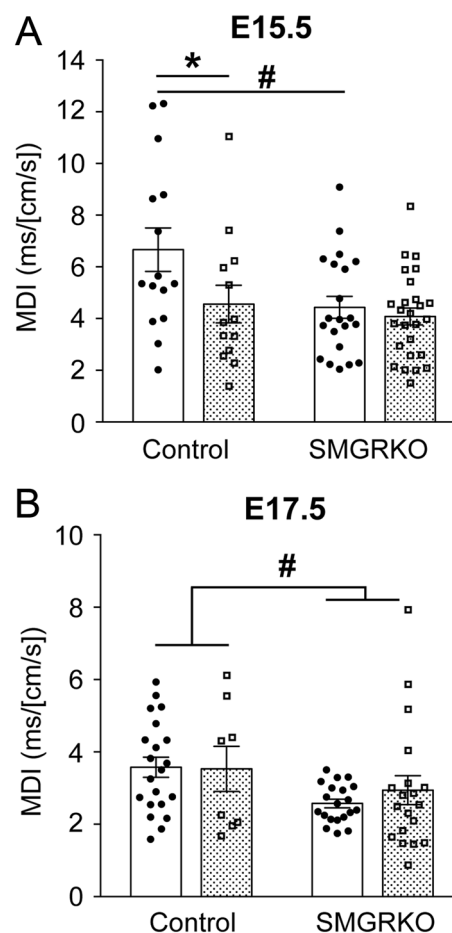 A
E15.5
MDI (ms/[cm/s])
14
12
10
8
6
4
2
0
*
#
Control
SMGRKO
B
E17.5
MDI (ms/[cm/s])
10
8
6
4
2
0
#
Control
SMGRKO